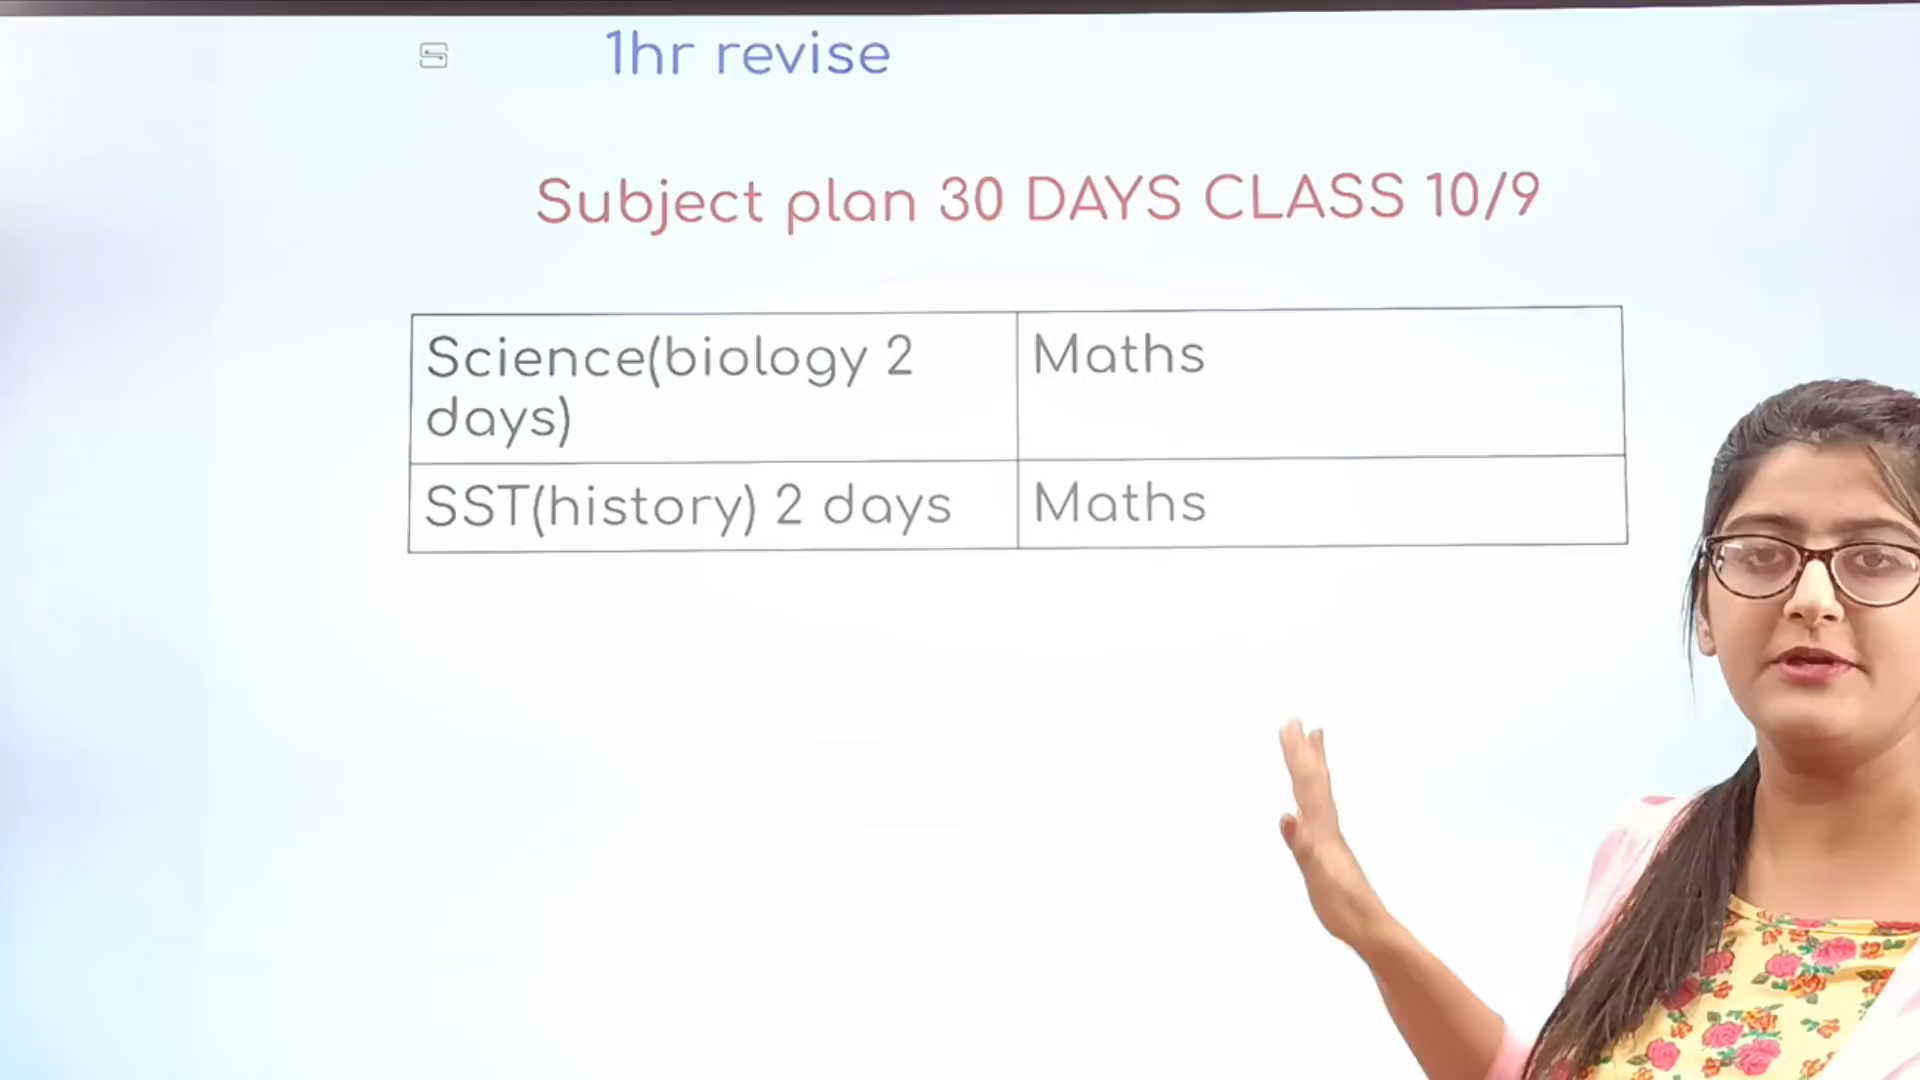 1hr revise
Subject plan 30 DAYS CLASS 10/9
Science(biology 2
days)
Maths
SST(history) 2 days
Maths